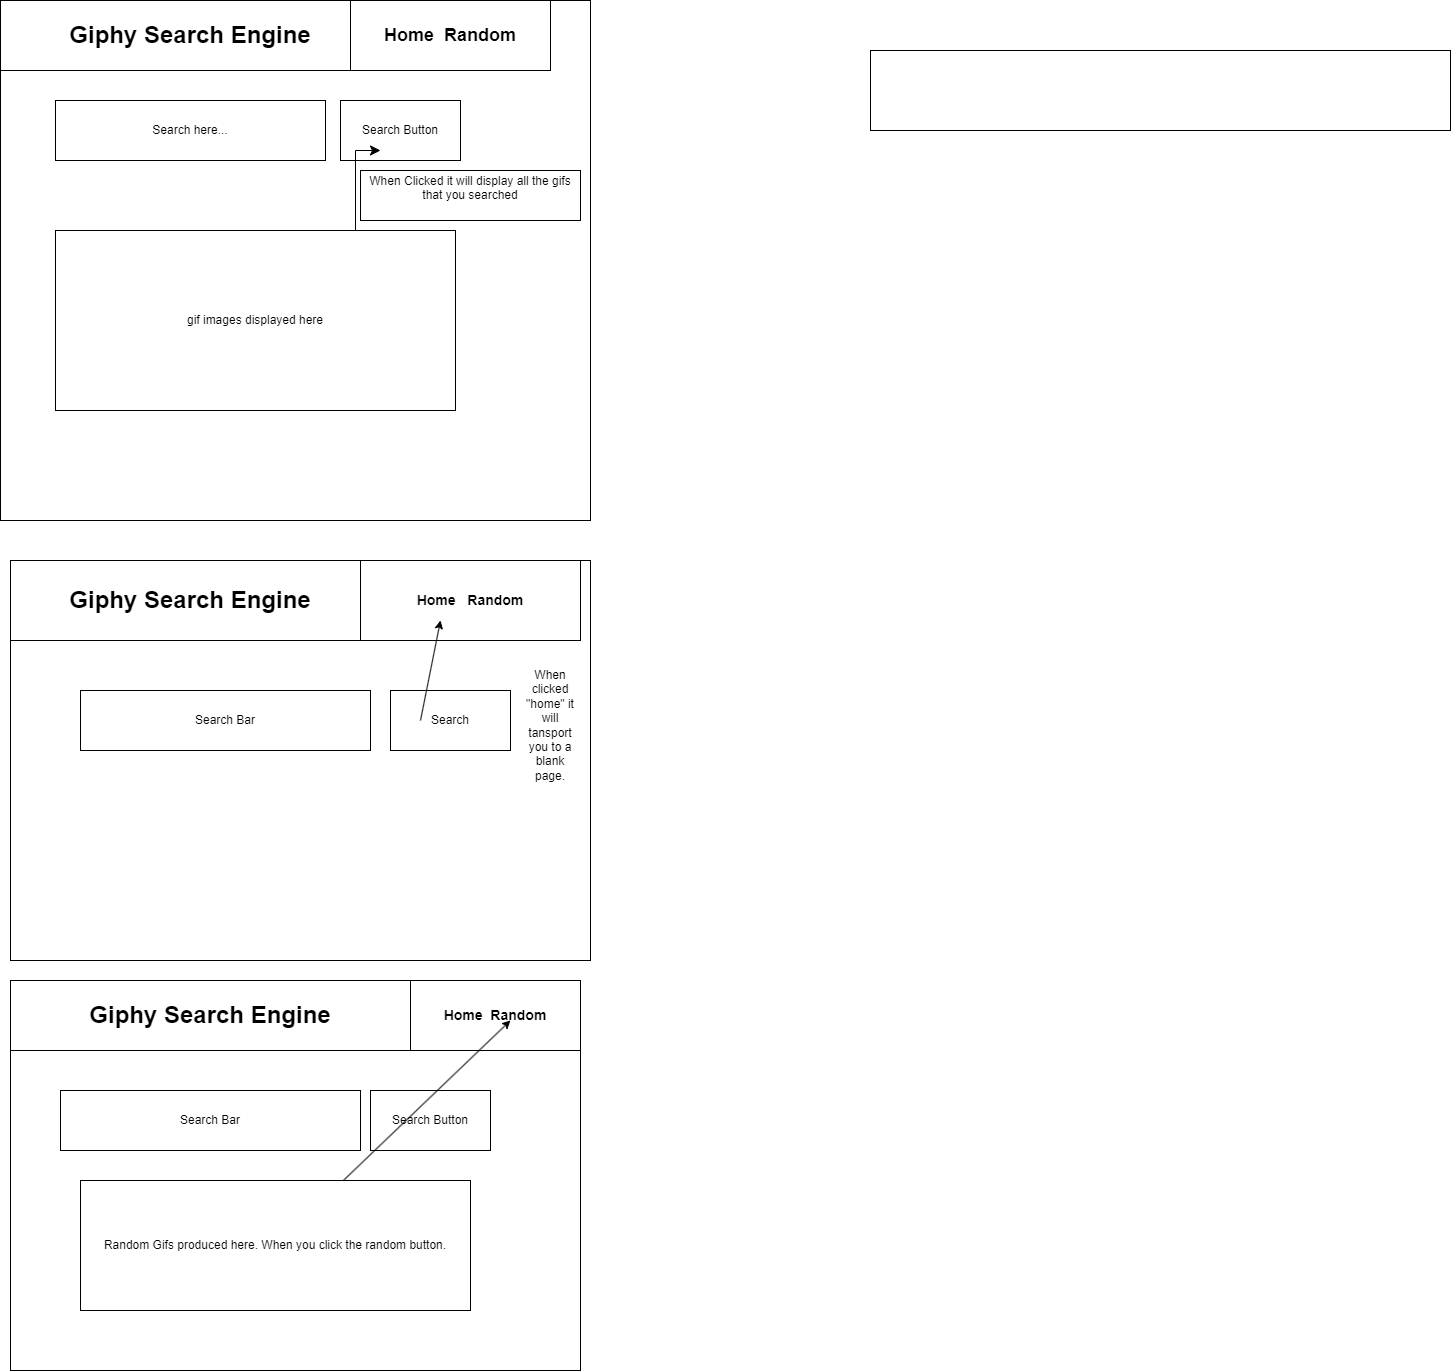 Giphy Search Engine
Home  Random
Search here...
Search Button
When Clicked it will display all the gifs
that you searched
gif images displayed here
Giphy Search Engine
Home   Random
When
clicked
"home" it
will
tansport
you to a
blank
page.
Search Bar
Search
Giphy Search Engine
Home  Random
Search Bar
Search Button
Random Gifs produced here. When you click the random button.